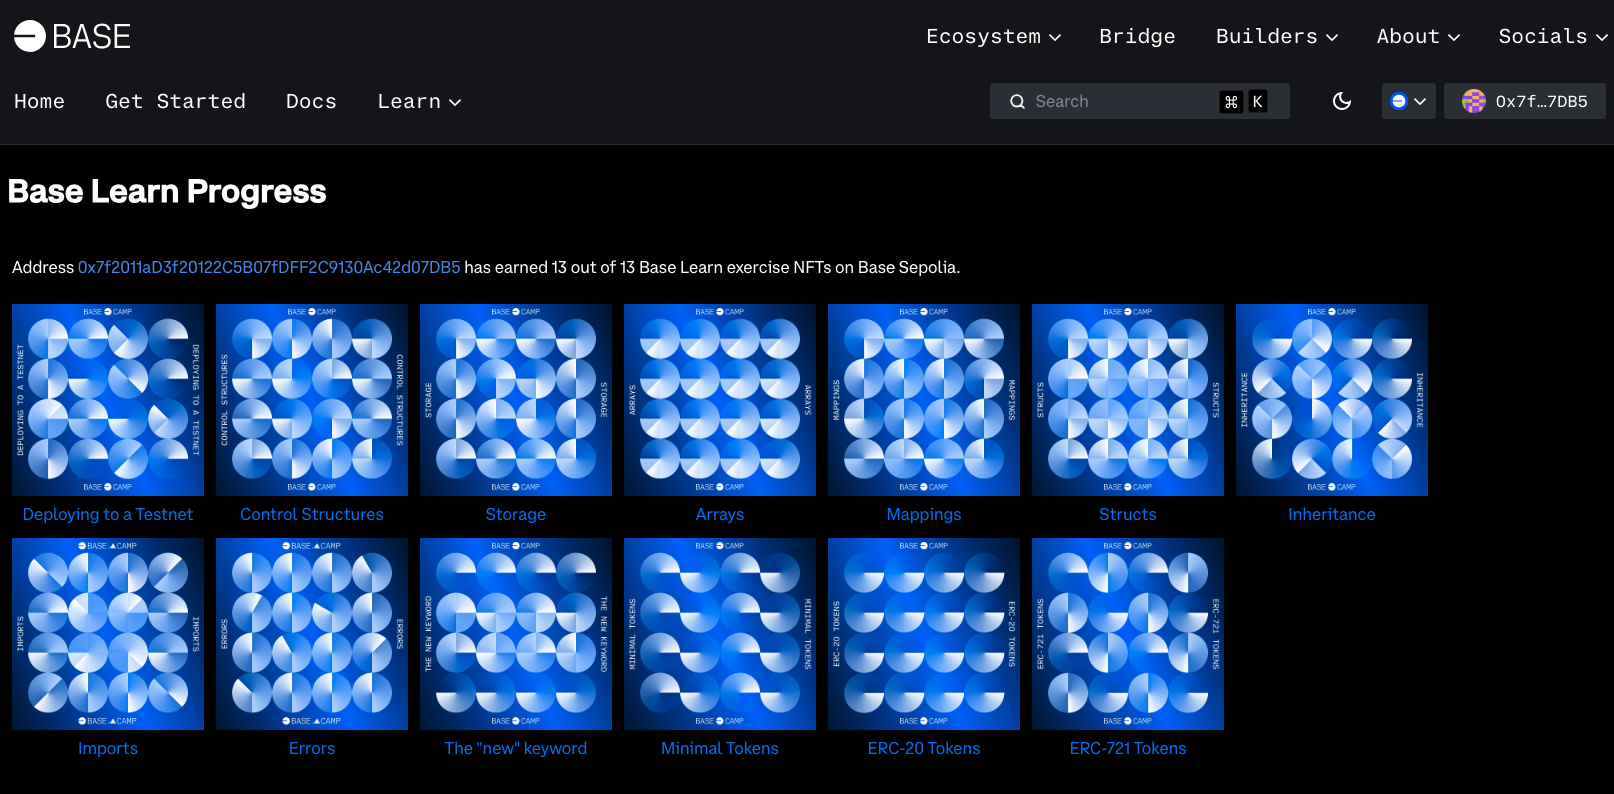 BASE
Ecosystem Bridge Builders About Socials
Home Get Started Docs Learn Search ⌘ K 0x7f…7DB5
Base Learn Progress
Address 0x7f2011aD3f20122C5B07fDFF2C9130Ac42d07DB5 has earned 13 out of 13 Base Learn exercise NFTs on Base Sepolia.
BASE CAMP BASE CAMP BASE CAMP BASE CAMP BASE CAMP BASE CAMP BASE CAMP
DEPLOYING TO A TESTNET DEPLOYING TO A TESTNET CONTROL STRUCTURES CONTROL STRUCTURES STORAGE STORAGE ARRAYS ARRAYS MAPPINGS MAPPINGS STRUCTS STRUCTS INHERITANCE INHERITANCE
BASE CAMP BASE CAMP BASE CAMP BASE CAMP BASE CAMP BASE CAMP BASE CAMP
Deploying to a Testnet Control Structures Storage Arrays Mappings Structs Inheritance
BASE CAMP BASE CAMP BASE CAMP BASE CAMP BASE CAMP BASE CAMP
IMPORTS IMPORTS ERRORS ERRORS THE NEW KEYWORD THE NEW KEYWORD MINIMAL TOKENS MINIMAL TOKENS ERC-20 TOKENS ERC-20 TOKENS ERC-721 TOKENS ERC-721 TOKENS
BASE CAMP BASE CAMP BASE CAMP BASE CAMP BASE CAMP BASE CAMP
Imports Errors The "new" keyword Minimal Tokens ERC-20 Tokens ERC-721 Tokens